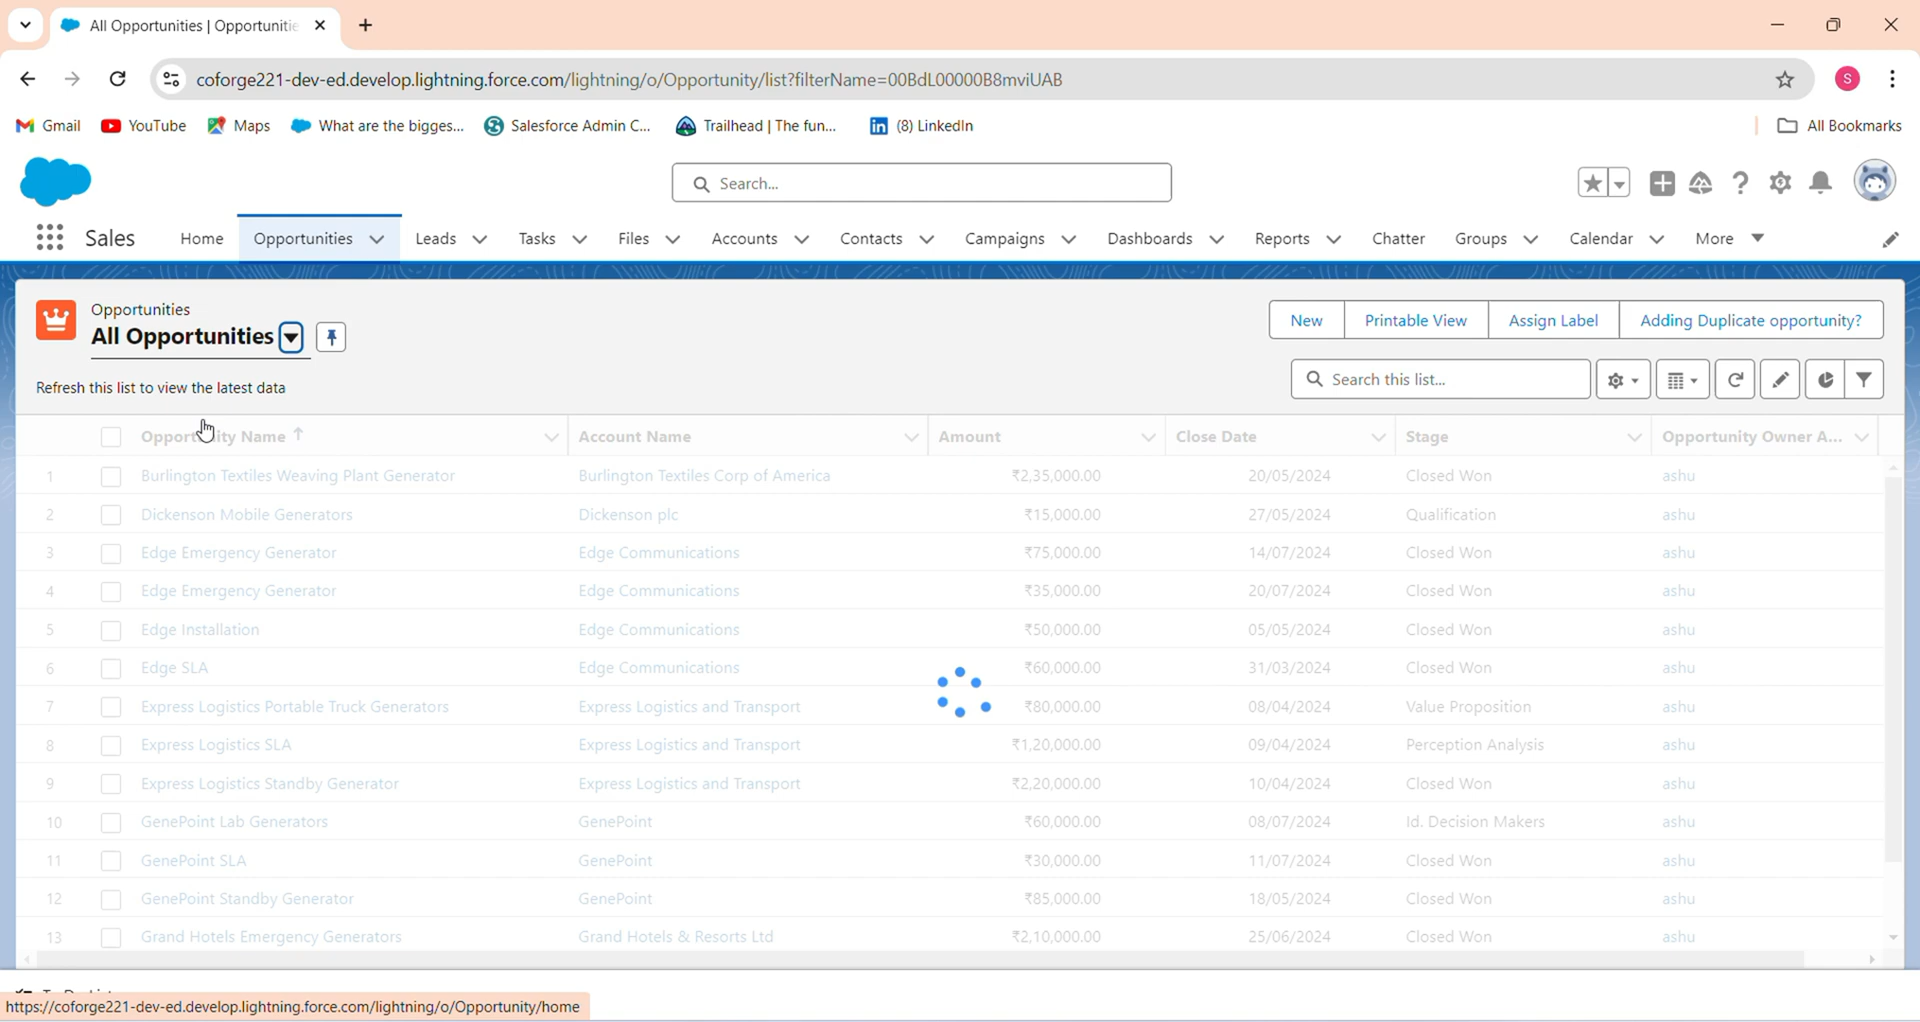 All Opportunities | Opportunitie
coforge221-dev-ed.develop.lightning.force.com/lightning/o/Opportunity/list?filterName=00BdL00000B8mviUAB
S
Gmail YouTube Maps What are the bigges... Salesforce Admin C... Trailhead | The fun... (8) LinkedIn All Bookmarks
Search...
Sales Home Opportunities Leads Tasks Files Accounts Contacts Campaigns Dashboards Reports Chatter Groups Calendar More
Opportunities
All Opportunities
New Printable View Assign Label Adding Duplicate opportunity?
Refresh this list to view the latest data
Search this list...
Opportunity Name Account Name Amount Close Date Stage Opportunity Owner A...
1 Burlington Textiles Weaving Plant Generator Burlington Textiles Corp of America ₹2,35,000.00 20/05/2024 Closed Won ashu
2 Dickenson Mobile Generators Dickenson plc ₹15,000.00 27/05/2024 Qualification ashu
3 Edge Emergency Generator Edge Communications ₹75,000.00 14/07/2024 Closed Won ashu
4 Edge Emergency Generator Edge Communications ₹35,000.00 20/07/2024 Closed Won ashu
5 Edge Installation Edge Communications ₹50,000.00 05/05/2024 Closed Won ashu
6 Edge SLA Edge Communications ₹60,000.00 31/03/2024 Closed Won ashu
7 Express Logistics Portable Truck Generators Express Logistics and Transport ₹80,000.00 08/04/2024 Value Proposition ashu
8 Express Logistics SLA Express Logistics and Transport ₹1,20,000.00 09/04/2024 Perception Analysis ashu
9 Express Logistics Standby Generator Express Logistics and Transport ₹2,20,000.00 10/04/2024 Closed Won ashu
10 GenePoint Lab Generators GenePoint ₹60,000.00 08/07/2024 Id. Decision Makers ashu
11 GenePoint SLA GenePoint ₹30,000.00 11/07/2024 Closed Won ashu
12 GenePoint Standby Generator GenePoint ₹85,000.00 18/05/2024 Closed Won ashu
13 Grand Hotels Emergency Generators Grand Hotels & Resorts Ltd ₹2,10,000.00 25/06/2024 Closed Won ashu
https://coforge221-dev-ed.develop.lightning.force.com/lightning/o/Opportunity/home